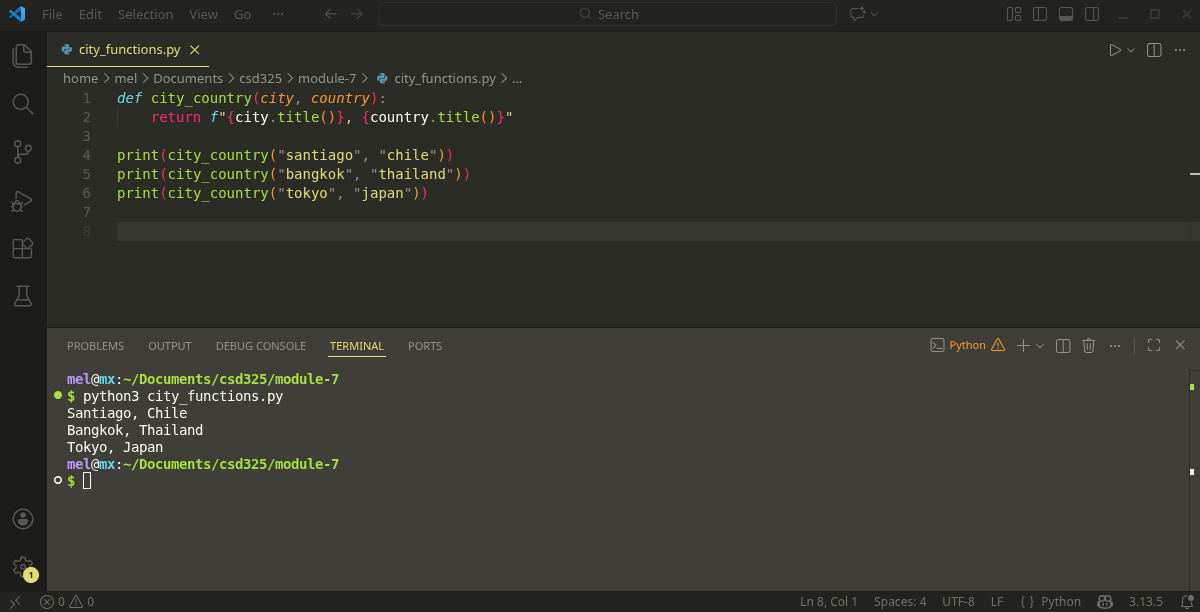 File Edit Selection View Go ··· Search
city_functions.py
home > mel > Documents > csd325 > module-7 > city_functions.py > ...
1 def city_country(city, country):
2     return f"{city.title()}, {country.title()}"
3
4 print(city_country("santiago", "chile"))
5 print(city_country("bangkok", "thailand"))
6 print(city_country("tokyo", "japan"))
7
8
PROBLEMS OUTPUT DEBUG CONSOLE TERMINAL PORTS Python
mel@mx:~/Documents/csd325/module-7
$ python3 city_functions.py
Santiago, Chile
Bangkok, Thailand
Tokyo, Japan
mel@mx:~/Documents/csd325/module-7
$
1
0 0 Ln 8, Col 1 Spaces: 4 UTF-8 LF { } Python 3.13.5